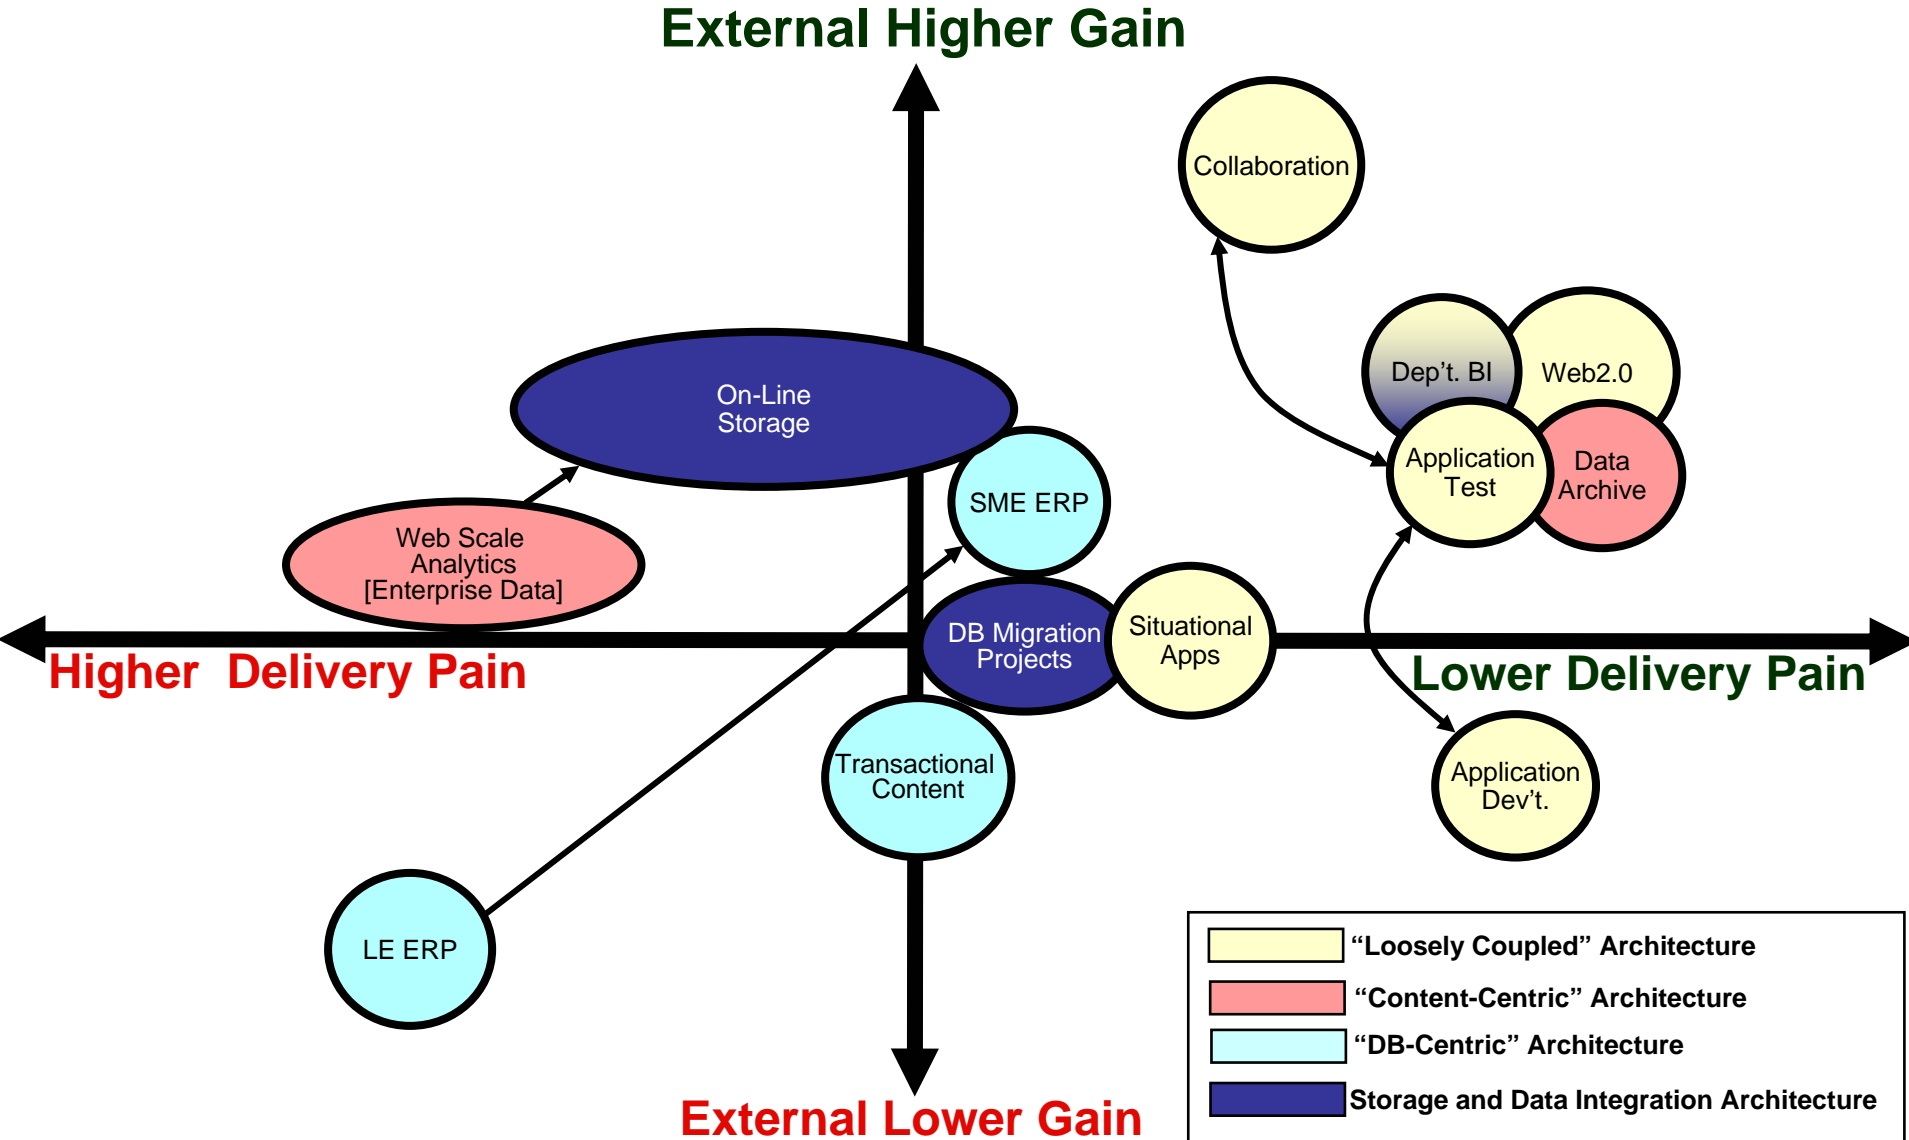 External Higher Gain
Collaboration
Dep’t. BI
Web2.0
On-Line
Storage
Application
Test
Data
Archive
SME ERP
Web Scale
Analytics
[Enterprise Data]
DB Migration
Projects
Situational
Apps
Higher  Delivery Pain
Lower Delivery Pain
Transactional
Content
Application
Dev’t.
LE ERP
“Loosely Coupled” Architecture
“Content-Centric” Architecture
“DB-Centric” Architecture
Storage and Data Integration Architecture
External Lower Gain